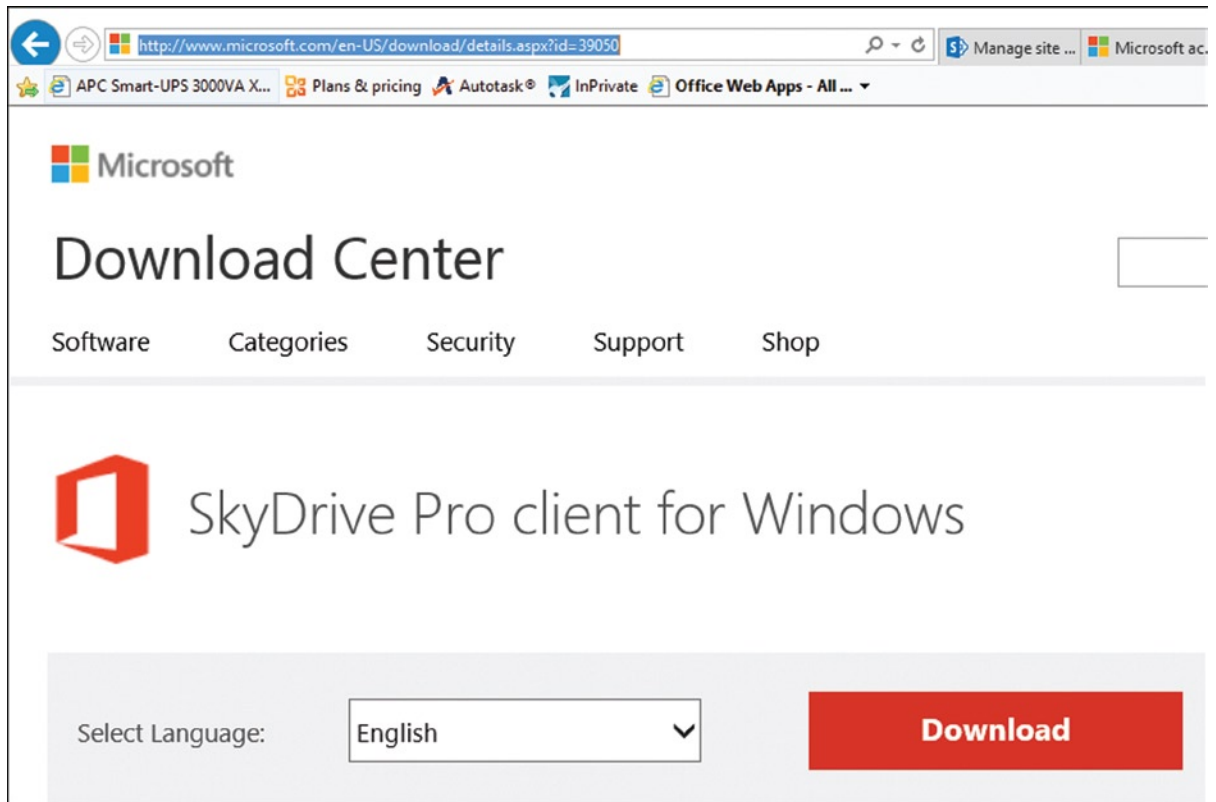 http://www.microsoft.com/en-US/download/details.aspx?id=39050 Manage site ... Microsoft ac.
APC Smart-UPS 3000VA X... Plans & pricing Autotask® InPrivate Office Web Apps - All ...
Microsoft
Download Center
Software Categories Security Support Shop
SkyDrive Pro client for Windows
Select Language: English Download